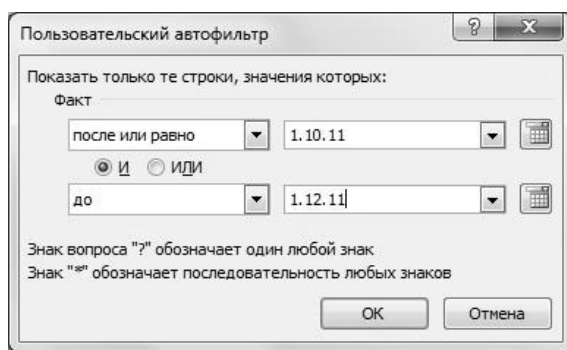 Пользовательский автофильтр
Показать только те строки, значения которых:
Факт
после или равно 1.10.11
И ИЛИ
до 1.12.11
Знак вопроса "?" обозначает один любой знак
Знак "*" обозначает последовательность любых знаков
ОК Отмена